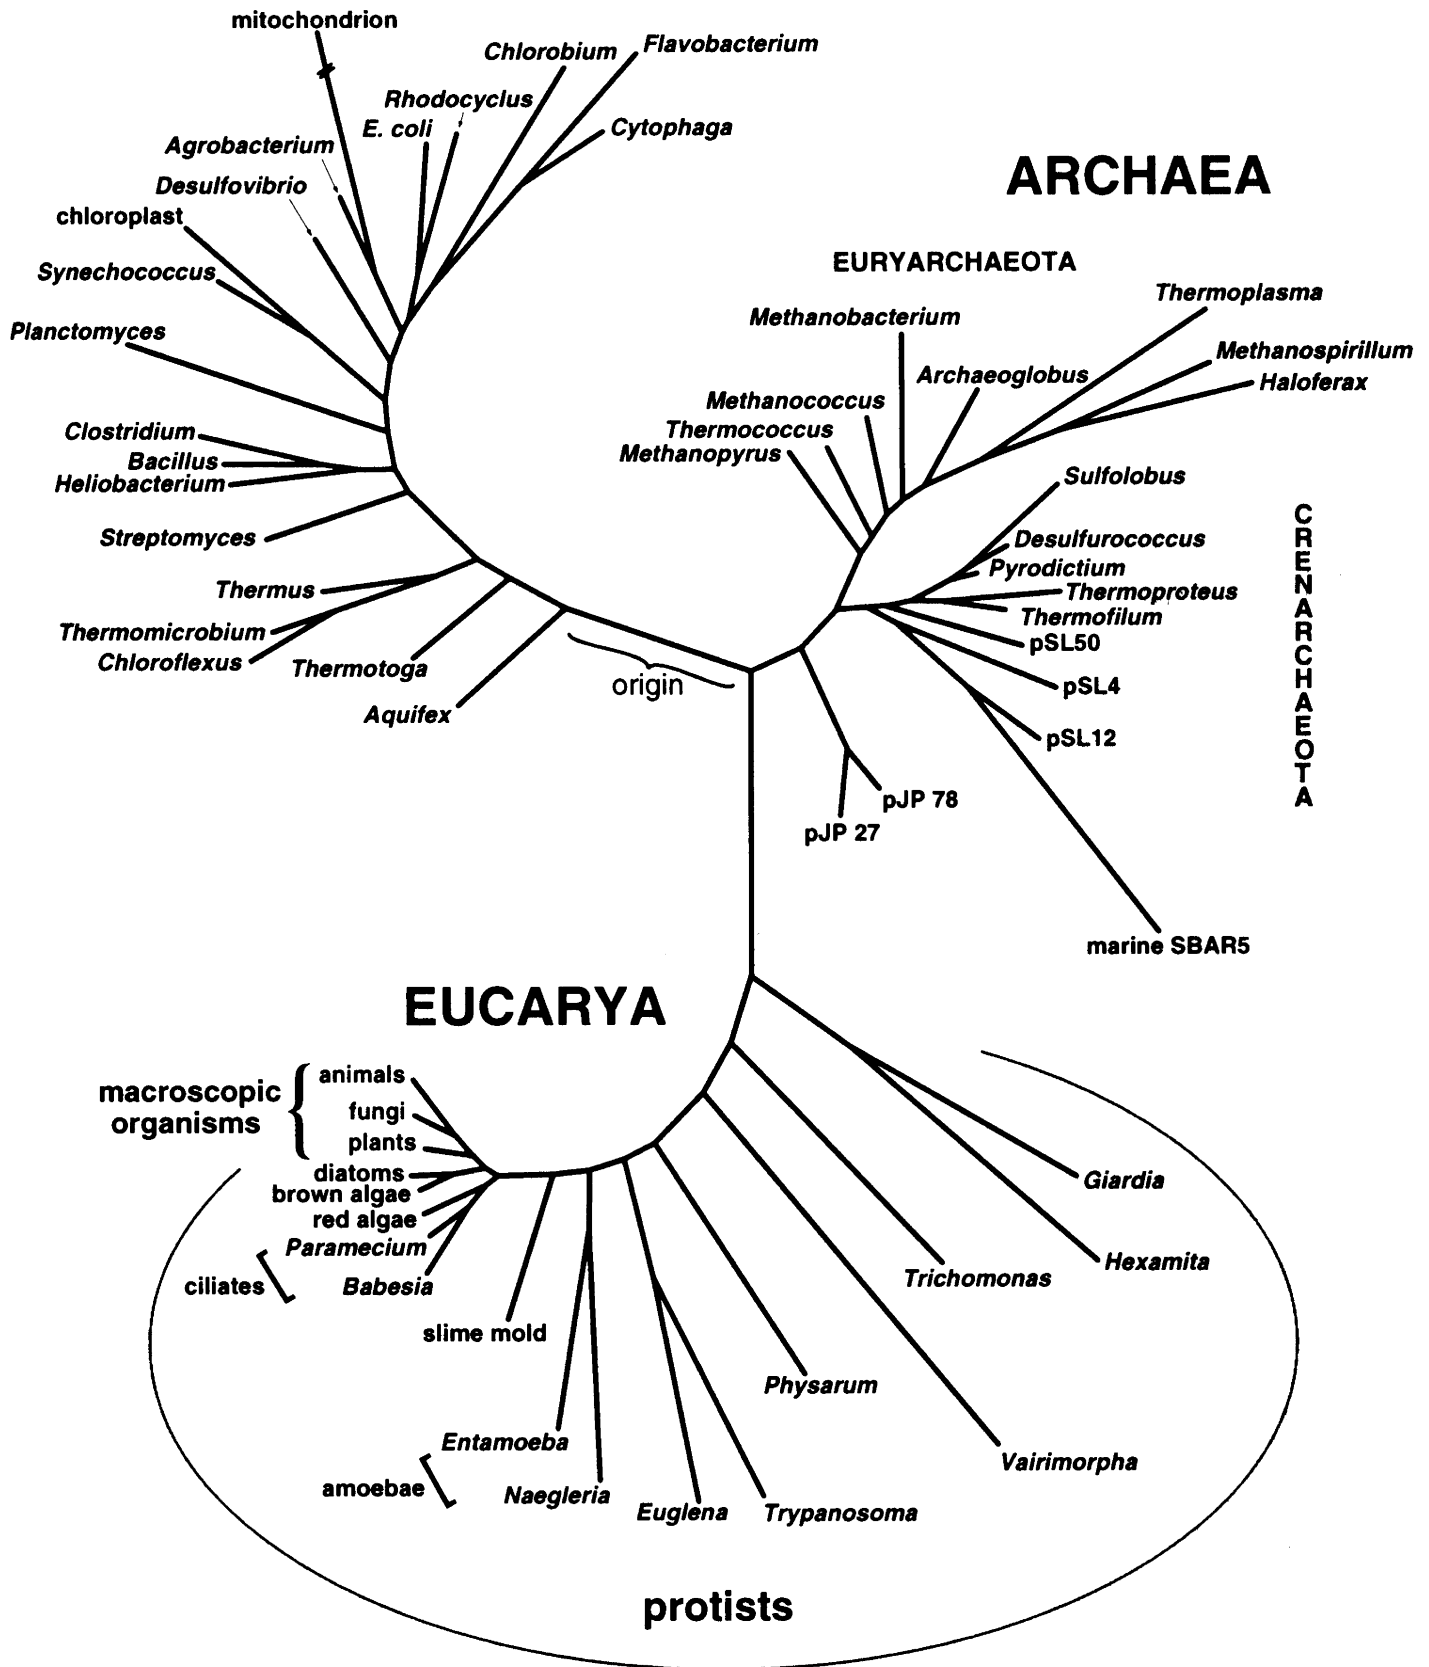 mitochondrion
Chlorobium
Flavobacterium
Rhodocyclus
E. coli
Cytophaga
Agrobacterium
Desulfovibrio
chloroplast
Synechococcus
Planctomyces
Clostridium
Bacillus
Heliobacterium
Streptomyces
Thermus
Thermomicrobium
Chloroflexus
Thermotoga
Aquifex
origin
ARCHAEA
EURYARCHAEOTA
Thermoplasma
Methanobacterium
Methanospirillum
Archaeoglobus
Haloferax
Methanococcus
Thermococcus
Methanopyrus
Sulfolobus
Desulfurococcus
Pyrodictium
Thermoproteus
Thermofilum
pSL50
pSL4
pSL12
CRENARCHAEOTA
pJP 78
pJP 27
marine SBAR5
EUCARYA
macroscopic
organisms
animals
fungi
plants
diatoms
brown algae
red algae
Paramecium
ciliates
Babesia
slime mold
Entamoeba
amoebae
Naegleria
Euglena
Trypanosoma
Physarum
Vairimorpha
Trichomonas
Hexamita
Giardia
protists